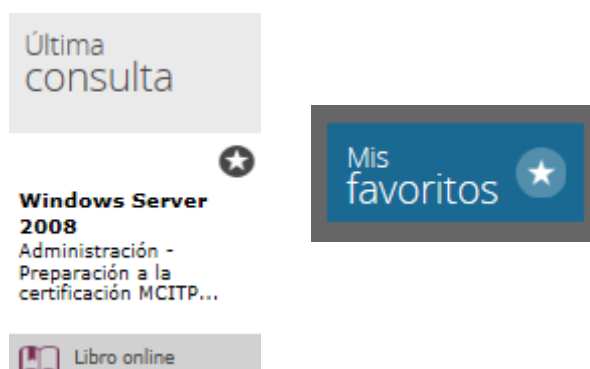 Última
consulta
Windows Server
2008
Administración -
Preparación a la
certificación MCITP...
Libro online
Mis
favoritos